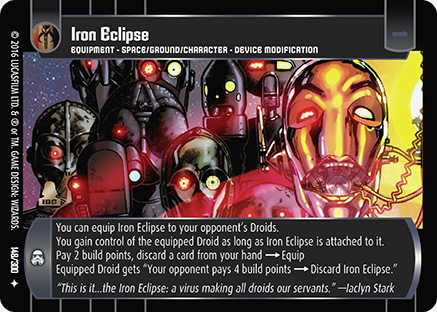 Iron Eclipse
EQUIPMENT - SPACE/GROUND/CHARACTER - DEVICE MODIFICATION
You can equip Iron Eclipse to your opponent's Droids.
You gain control of the equipped Droid as long as Iron Eclipse is attached to it.
Pay 2 build points, discard a card from your hand → Equip
Equipped Droid gets "Your opponent pays 4 build points → Discard Iron Eclipse."
"This is it...the Iron Eclipse: a virus making all droids our servants." —Iaclyn Stark
© 2016 LUCASFILM LTD. & ® OR TM. GAME DESIGN: WIZARDS.
148/300